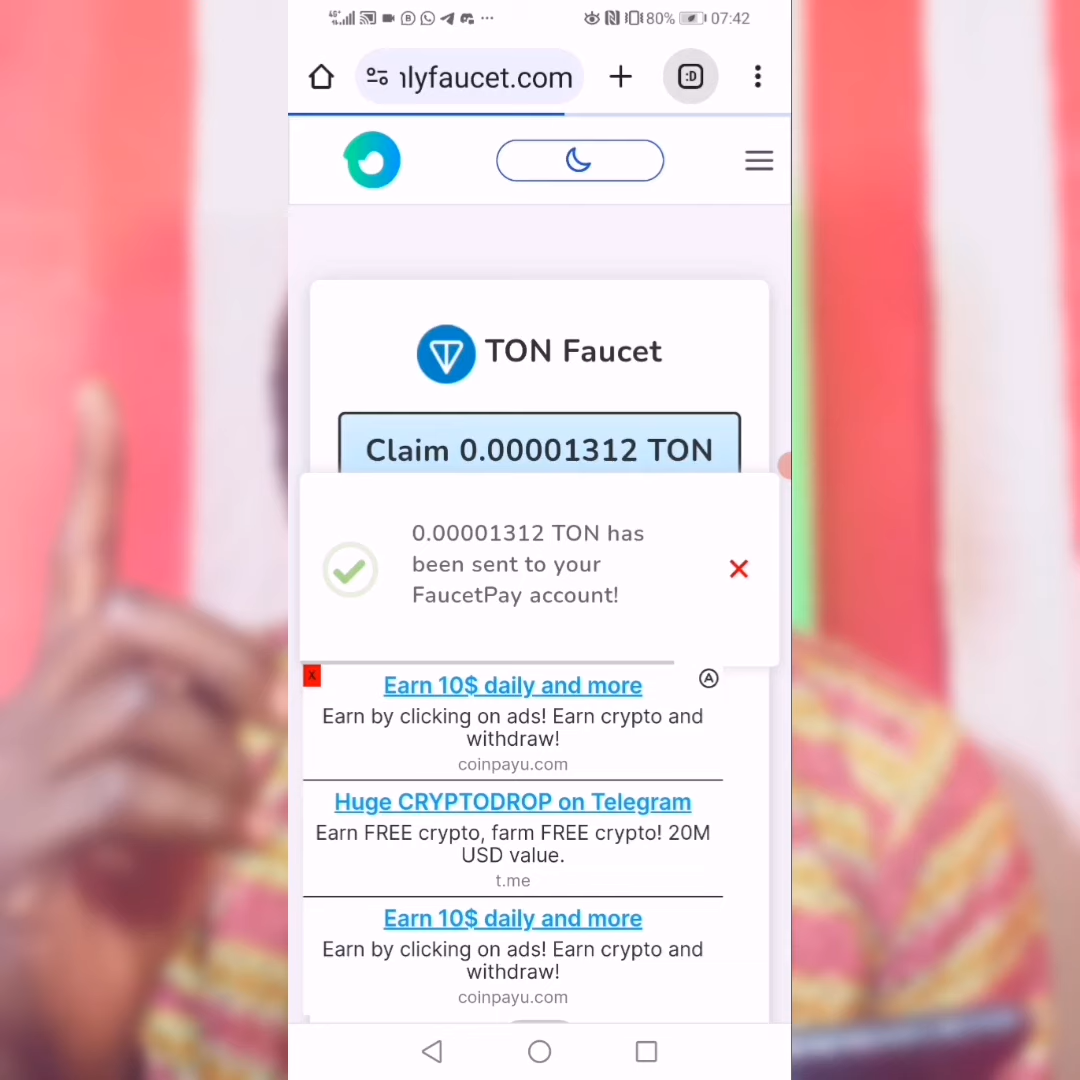 80% 07:42
nlyfaucet.com
:D
TON Faucet
Claim 0.00001312 TON
0.00001312 TON has
been sent to your
FaucetPay account!
X
A
Earn 10$ daily and more
Earn by clicking on ads! Earn crypto and
withdraw!
coinpayu.com
Huge CRYPTODROP on Telegram
Earn FREE crypto, farm FREE crypto! 20M
USD value.
t.me
Earn 10$ daily and more
Earn by clicking on ads! Earn crypto and
withdraw!
coinpayu.com